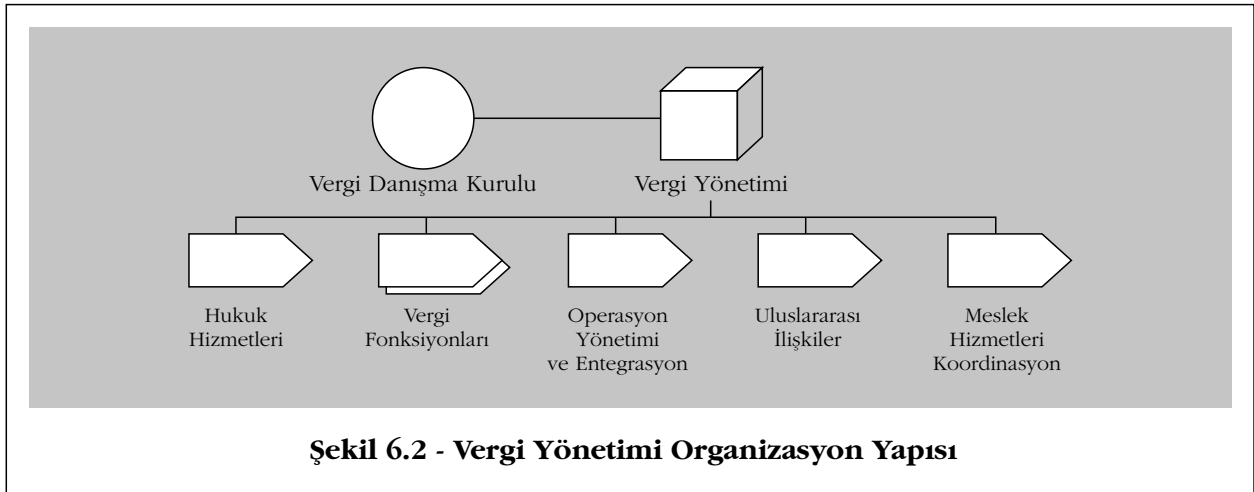 Vergi Danışma Kurulu
Vergi Yönetimi
Hukuk
Hizmetleri
Vergi
Fonksiyonları
Operasyon
Yönetimi
ve Entegrasyon
Uluslararası
İlişkiler
Meslek
Hizmetleri
Koordinasyon
Şekil 6.2 - Vergi Yönetimi Organizasyon Yapısı